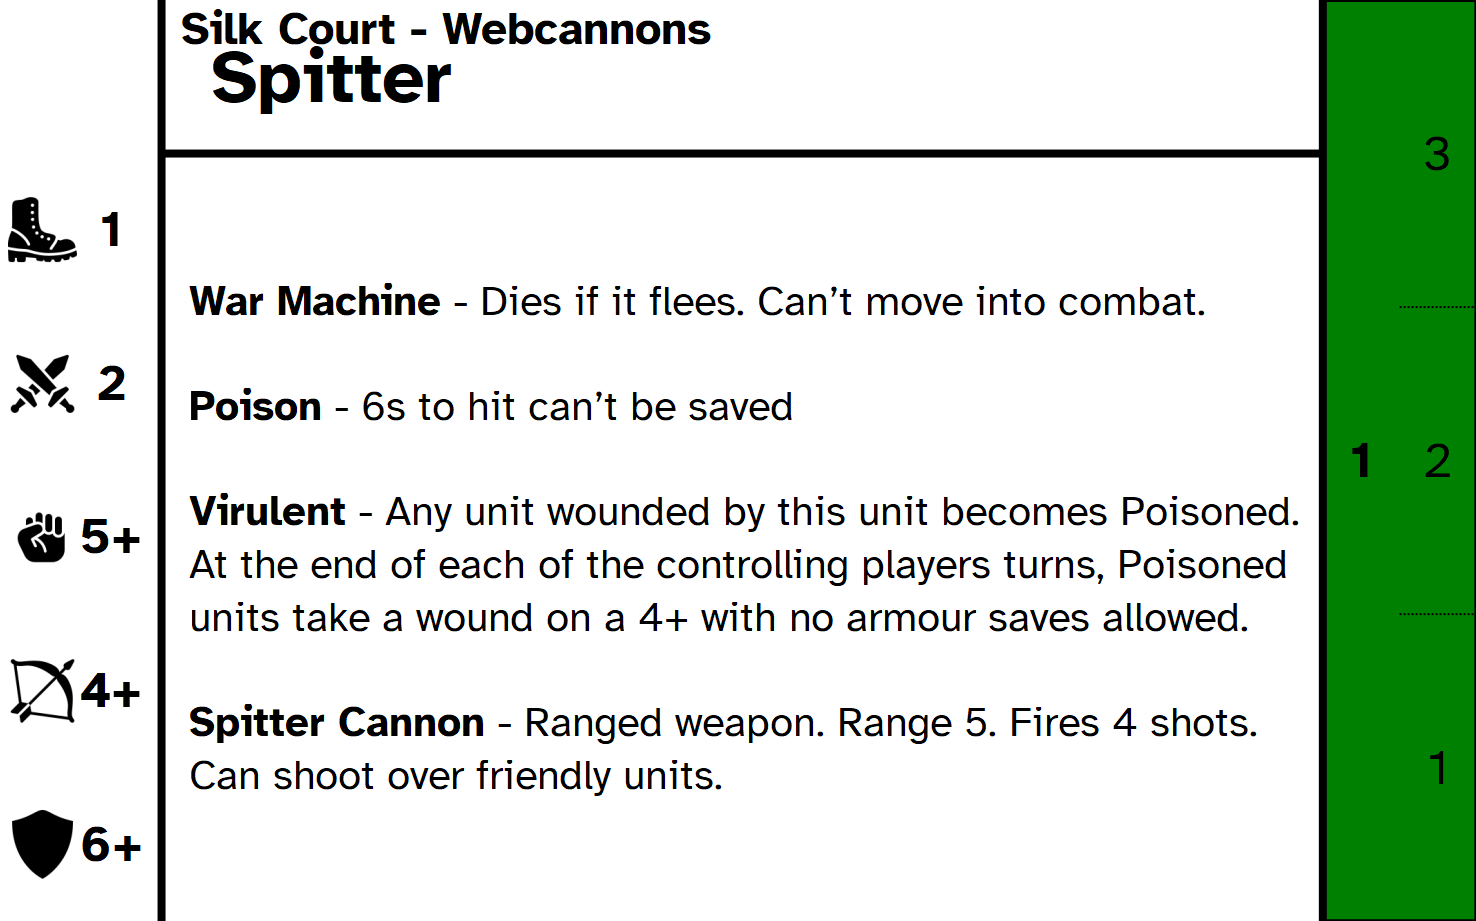 Silk Court - Webcannons
Spitter
1
2
5+
4+
6+
War Machine - Dies if it flees. Can’t move into combat.
Poison - 6s to hit can’t be saved
Virulent - Any unit wounded by this unit becomes Poisoned.
At the end of each of the controlling players turns, Poisoned
units take a wound on a 4+ with no armour saves allowed.
Spitter Cannon - Ranged weapon. Range 5. Fires 4 shots.
Can shoot over friendly units.
3
1 2
1